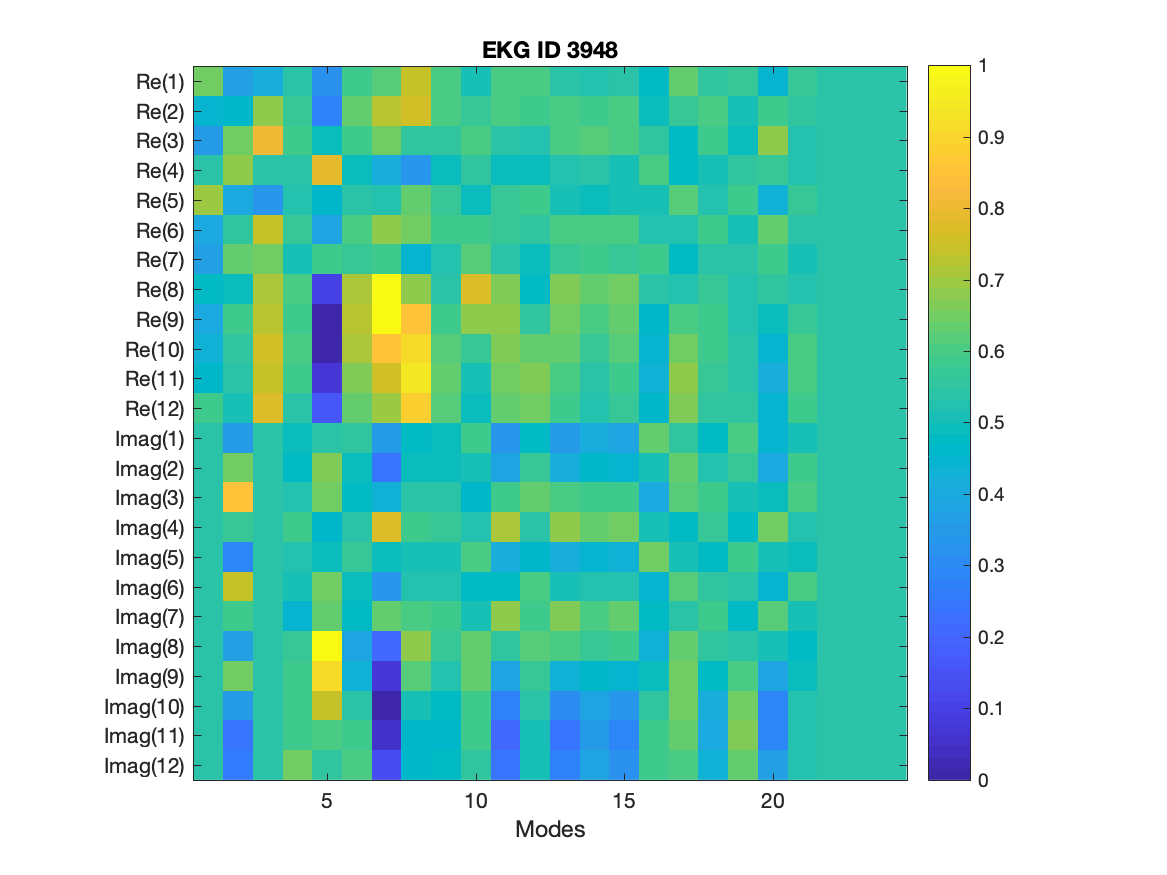 EKG ID 3948
Re(1)
Re(2)
Re(3)
Re(4)
Re(5)
Re(6)
Re(7)
Re(8)
Re(9)
Re(10)
Re(11)
Re(12)
Imag(1)
Imag(2)
Imag(3)
Imag(4)
Imag(5)
Imag(6)
Imag(7)
Imag(8)
Imag(9)
Imag(10)
Imag(11)
Imag(12)
5 10 15 20
Modes
1
0.9
0.8
0.7
0.6
0.5
0.4
0.3
0.2
0.1
0